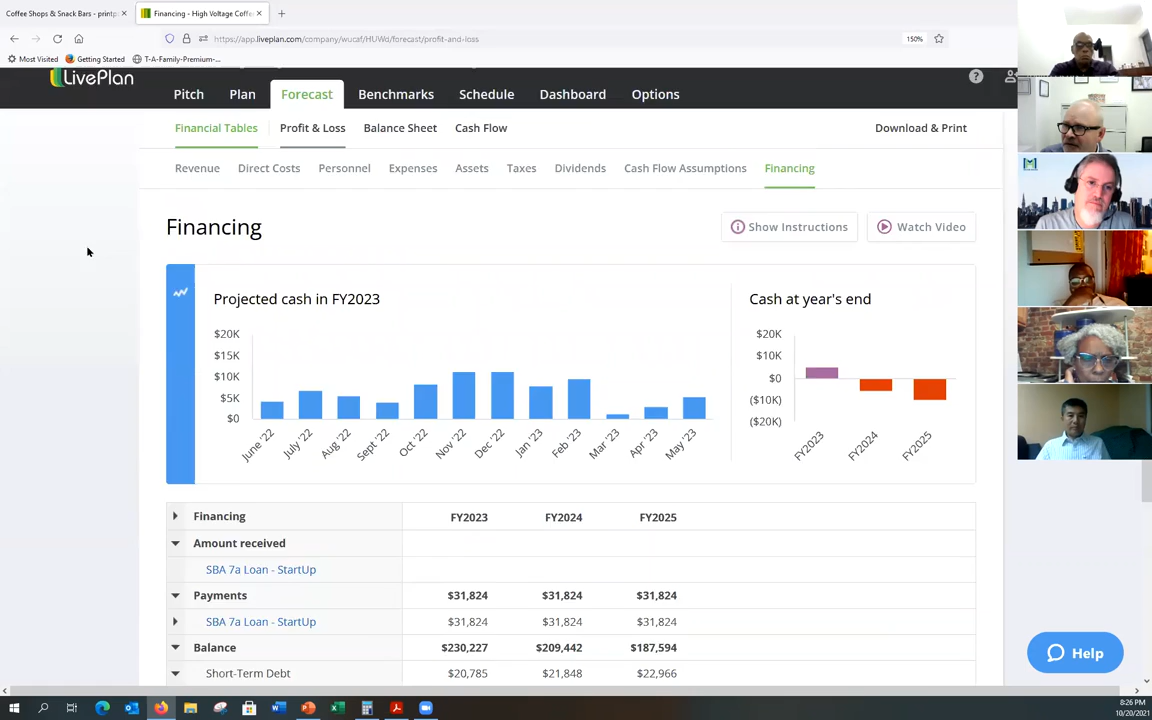 Coffee Shops & Snack Bars - printp
Financing - High Voltage Coffe
https://app.liveplan.com/company/wucaf/HUWd/forecast/profit-and-loss
150%
Most Visited
Getting Started
T-A-Family-Premium-...
LivePlan
Pitch
Plan
Forecast
Benchmarks
Schedule
Dashboard
Options
Financial Tables
Profit & Loss
Balance Sheet
Cash Flow
Download & Print
Revenue
Direct Costs
Personnel
Expenses
Assets
Taxes
Dividends
Cash Flow Assumptions
Financing
Financing
Show Instructions
Watch Video
Projected cash in FY2023
$20K
$15K
$10K
$5K
$0
June '22
July '22
Aug '22
Sept '22
Oct '22
Nov '22
Dec '22
Jan '23
Feb '23
Mar '23
Apr '23
May '23
Cash at year's end
$20K
$10K
$0
($10K)
($20K)
FY2023
FY2024
FY2025
Financing FY2023 FY2024 FY2025
Amount received
SBA 7a Loan - StartUp
Payments $31,824 $31,824 $31,824
SBA 7a Loan - StartUp $31,824 $31,824 $31,824
Balance $230,227 $209,442 $187,594
Short-Term Debt $20,785 $21,848 $22,966
Help
8:26 PM
10/20/2021